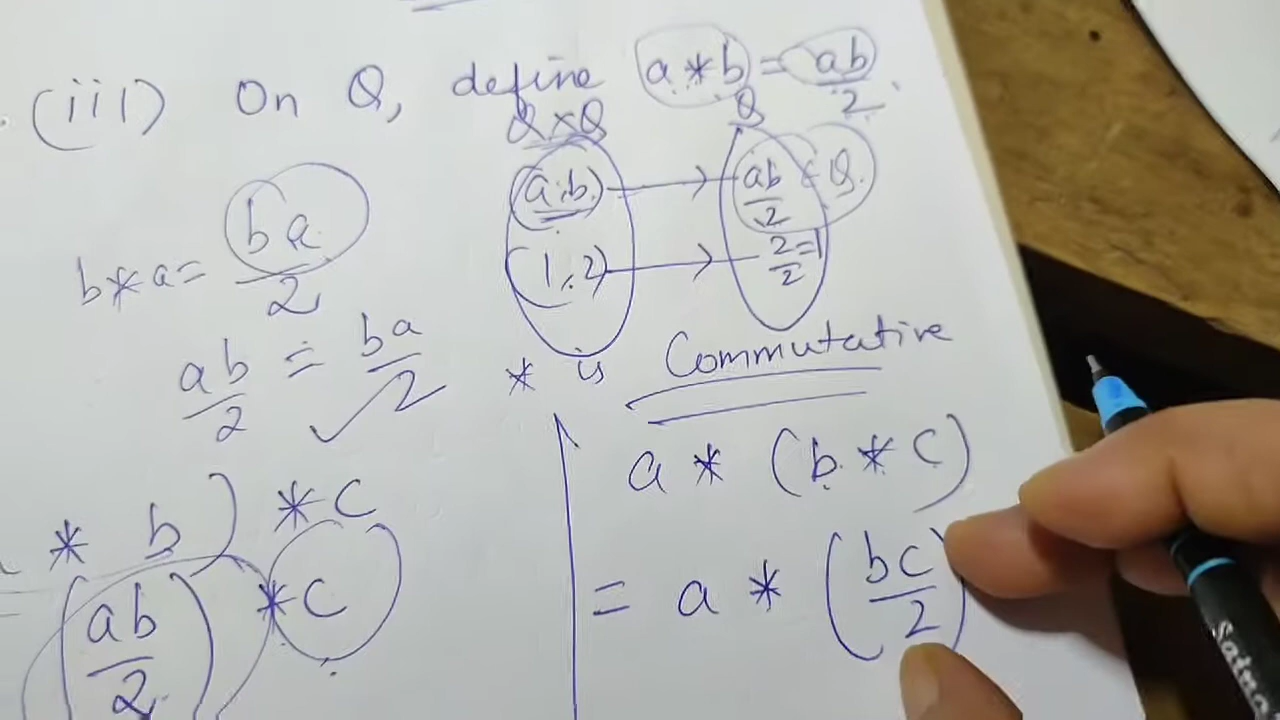 (iii) On Q, define a * b = ab/2.
Q × Q
Q
(a, b) → ab/2 ∈ Q.
(1, 2) → 2/2 = 1
b * a = ba/2
ab/2 = ba/2 ✓
* is Commutative
* b) * c
(ab/2) * c
a * (b * c)
= a * (bc/2)